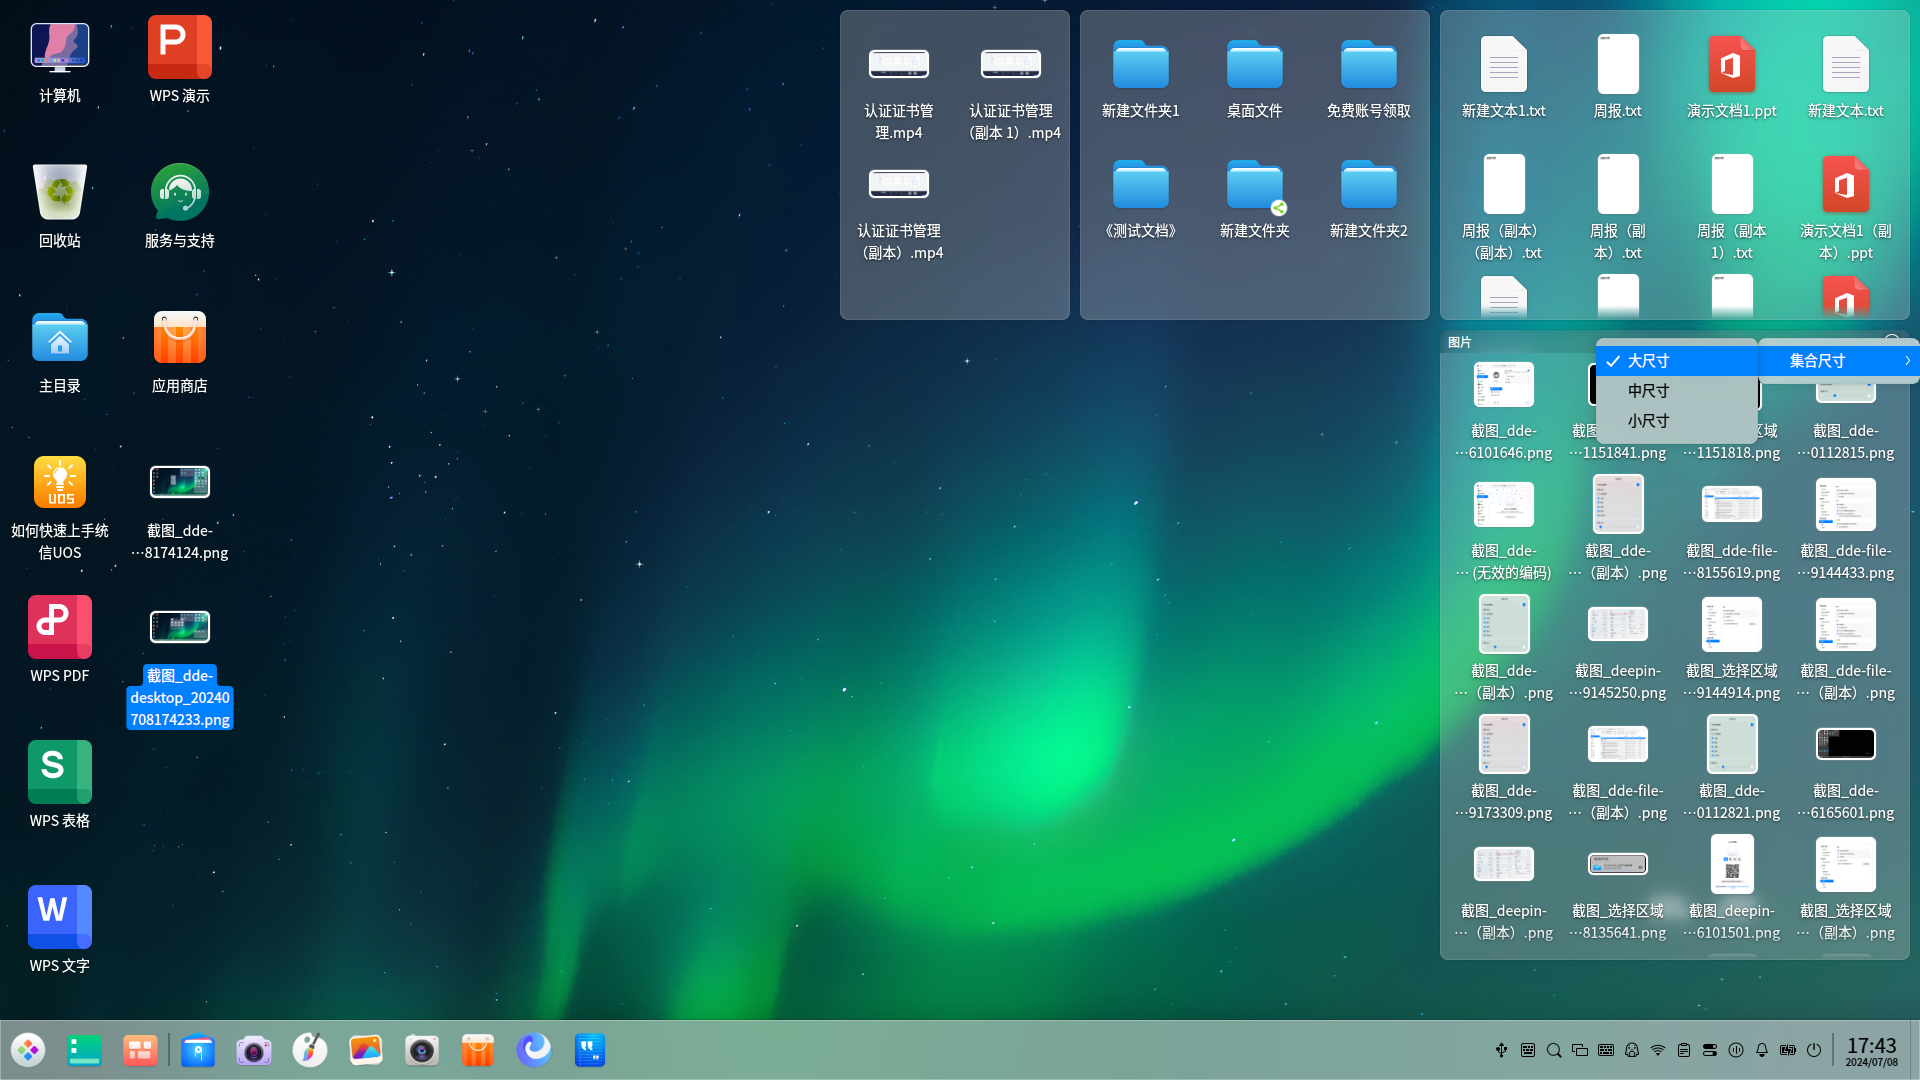 计算机
WPS 演示
回收站
服务与支持
主目录
应用商店
UOS
如何快速上手统
信UOS
截图_dde-
…8174124.png
WPS PDF
截图_dde-
desktop_20240
708174233.png
WPS 表格
WPS 文字
认证证书管
理.mp4
认证证书管理
（副本 1）.mp4
认证证书管理
（副本）.mp4
新建文件夹1
桌面文件
免费账号领取
《测试文档》
新建文件夹
新建文件夹2
新建文本1.txt
周报.txt
演示文档1.ppt
新建文本.txt
周报（副本）
（副本）.txt
周报（副
本）.txt
周报（副本
1）.txt
演示文档1（副
本）.ppt
图片
大尺寸
中尺寸
小尺寸
集合尺寸
截图_dde-
…6101646.png
截图
…1151841.png
区域
…1151818.png
截图_dde-
…0112815.png
截图_dde-
… (无效的编码)
截图_dde-
…（副本）.png
截图_dde-file-
…8155619.png
截图_dde-file-
…9144433.png
截图_dde-
…（副本）.png
截图_deepin-
…9145250.png
截图_选择区域
…9144914.png
截图_dde-file-
…（副本）.png
截图_dde-
…9173309.png
截图_dde-file-
…（副本）.png
截图_dde-
…0112821.png
截图_dde-
…6165601.png
截图_deepin-
…（副本）.png
截图_选择区域
…8135641.png
截图_deepin-
…6101501.png
截图_选择区域
…（副本）.png
17:43
2024/07/08